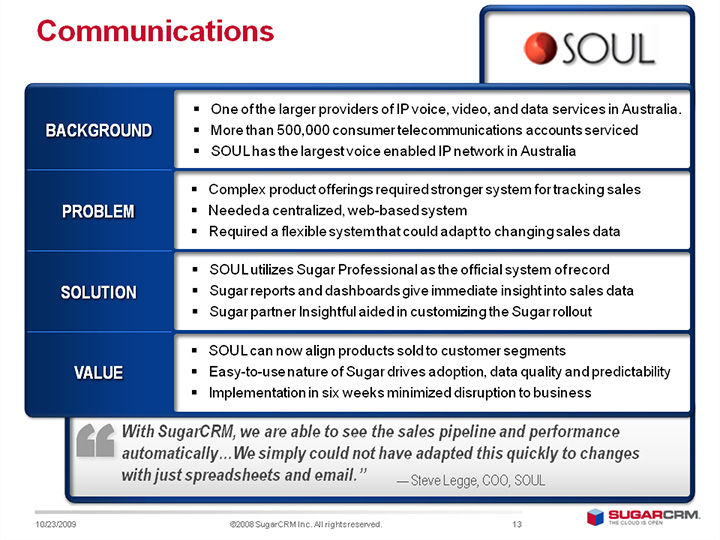 Communications
SOUL
BACKGROUND
▪ One of the larger providers of IP voice, video, and data services in Australia.
▪ More than 500,000 consumer telecommunications accounts serviced
▪ SOUL has the largest voice enabled IP network in Australia
PROBLEM
▪ Complex product offerings required stronger system for tracking sales
▪ Needed a centralized, web-based system
▪ Required a flexible system that could adapt to changing sales data
SOLUTION
▪ SOUL utilizes Sugar Professional as the official system of record
▪ Sugar reports and dashboards give immediate insight into sales data
▪ Sugar partner Insightful aided in customizing the Sugar rollout
VALUE
▪ SOUL can now align products sold to customer segments
▪ Easy-to-use nature of Sugar drives adoption, data quality and predictability
▪ Implementation in six weeks minimized disruption to business
“ With SugarCRM, we are able to see the sales pipeline and performance
automatically…We simply could not have adapted this quickly to changes
with just spreadsheets and email.”
— Steve Legge, COO, SOUL
10/23/2009
©2008 SugarCRM Inc. All rights reserved.
13
SUGARCRM.
THE CLOUD IS OPEN